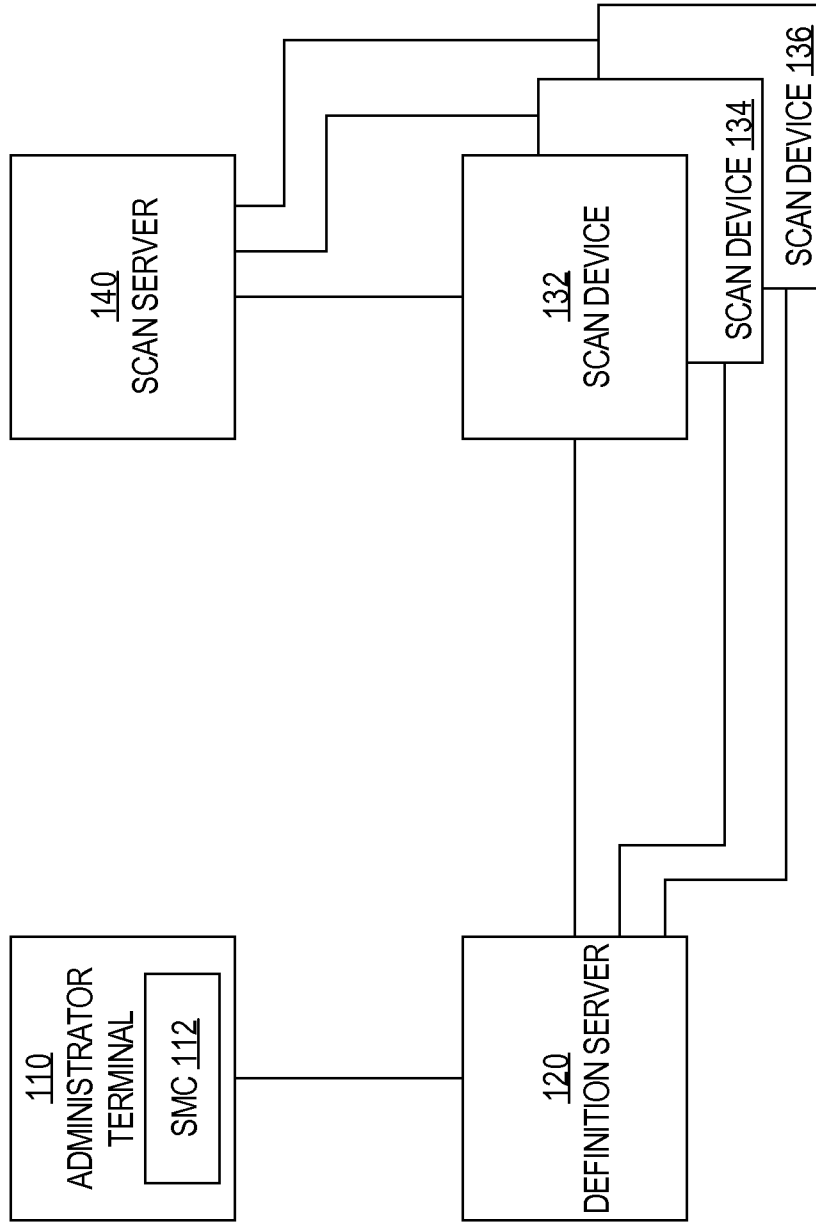 110
ADMINISTRATOR
TERMINAL
SMC 112
140
SCAN SERVER
120
DEFINITION SERVER
132
SCAN DEVICE
SCAN DEVICE 134
SCAN DEVICE 136